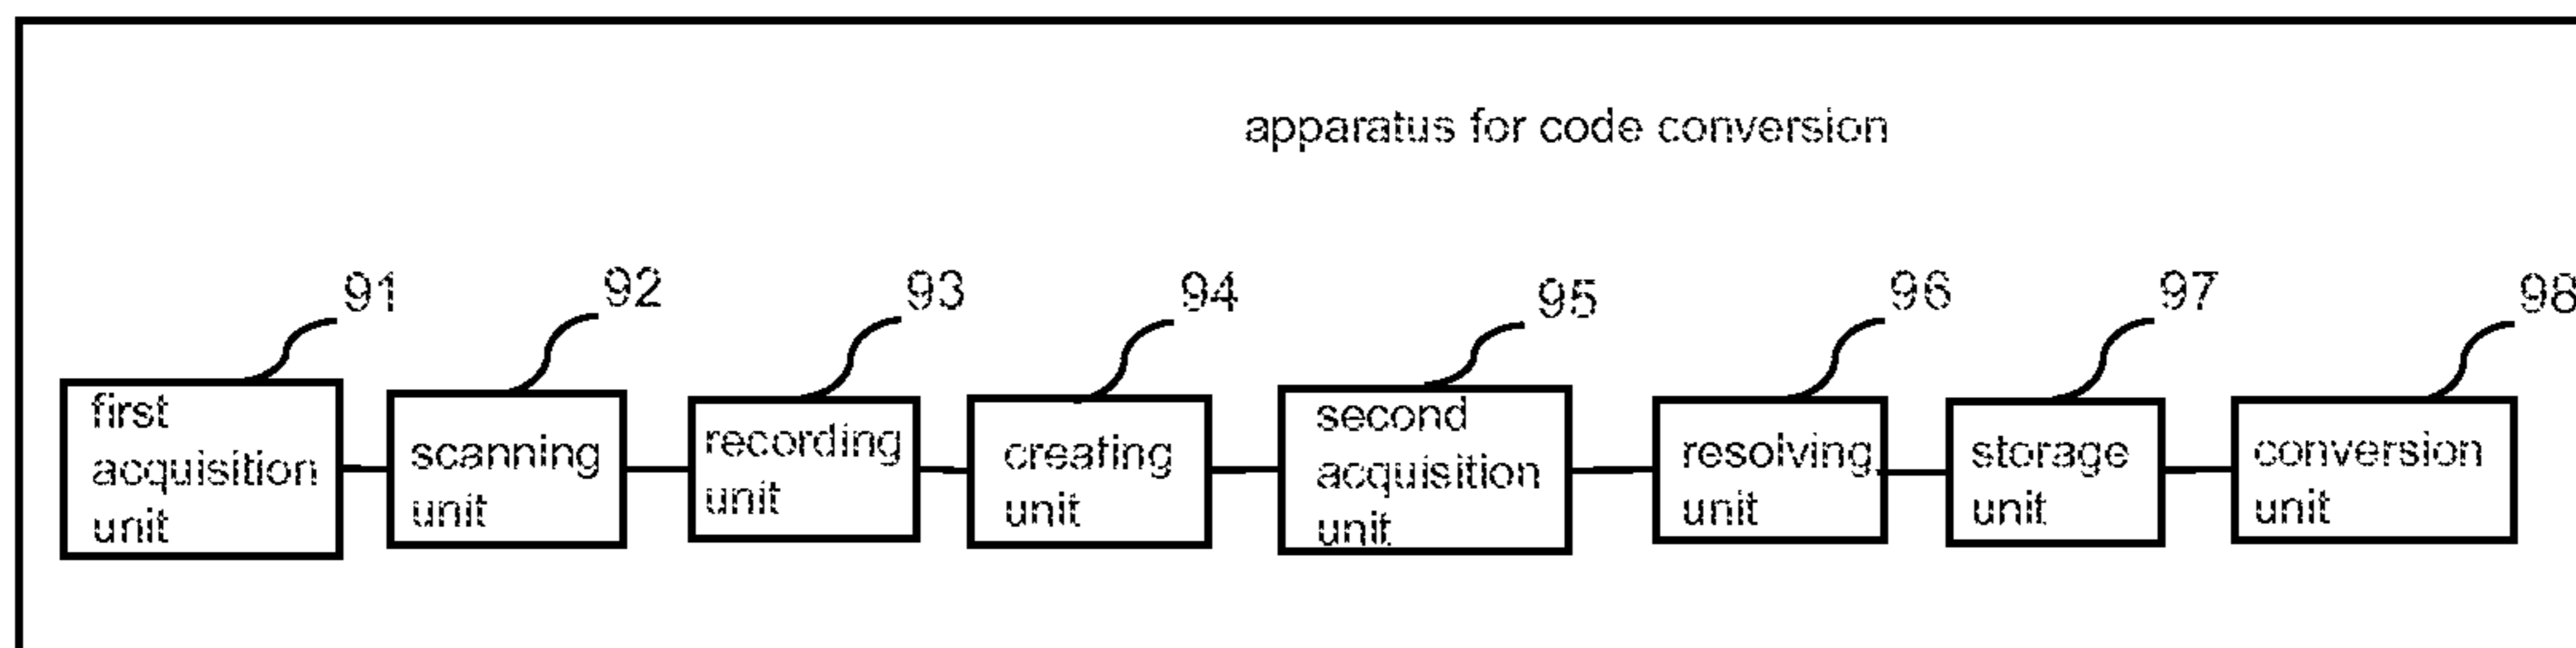 apparatus for code conversion
91
92
93
94
95
96
97
98
first
acquisition
unit
scanning
unit
recording
unit
creating
unit
second
acquisition
unit
resolving
unit
storage
unit
conversion
unit